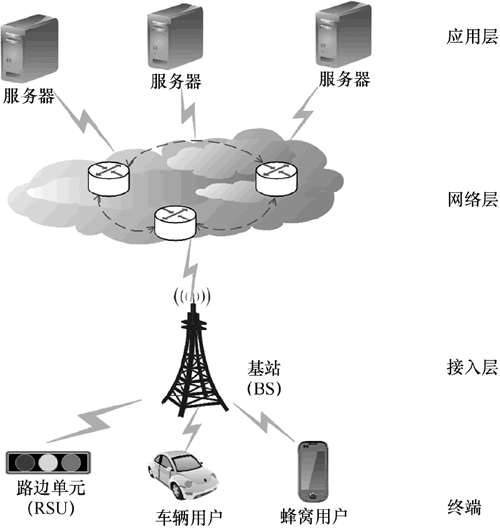 应用层
服务器
服务器
服务器
网络层
基站
(BS)
接入层
路边单元
(RSU)
车辆用户
蜂窝用户
终端